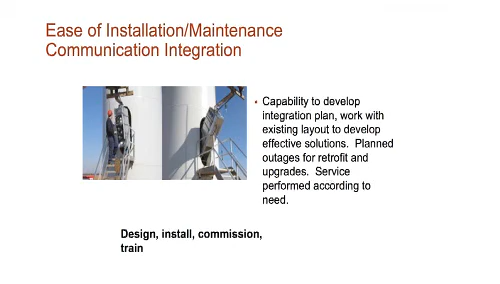 Ease of Installation/Maintenance
Communication Integration
• Capability to develop
integration plan, work with
existing layout to develop
effective solutions.  Planned
outages for retrofit and
upgrades.  Service
performed according to
need.
Design, install, commission,
train